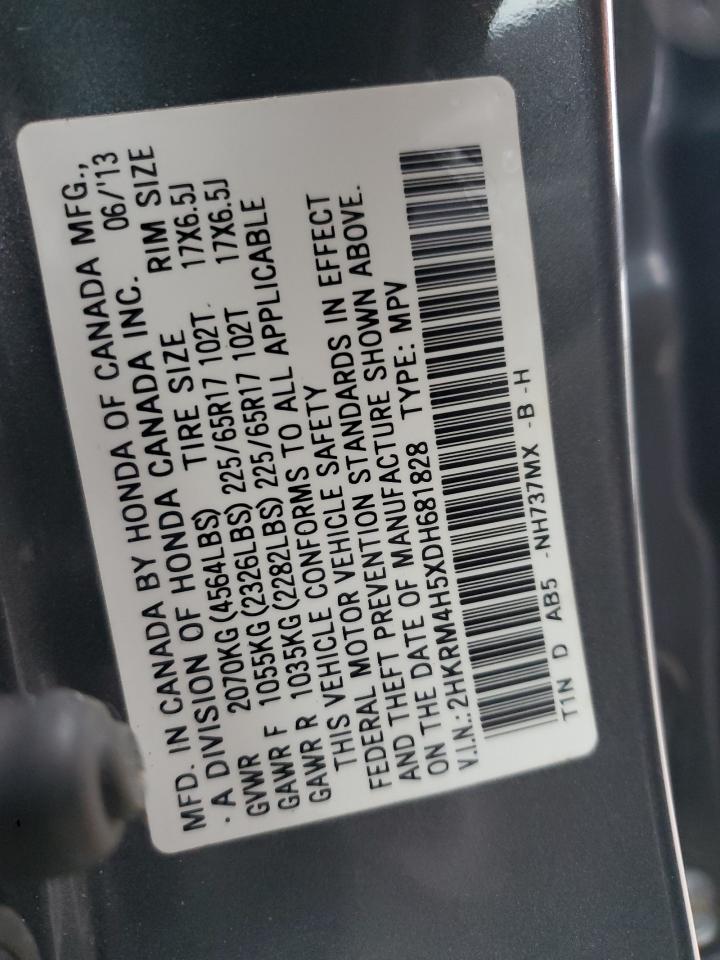 MFD. IN CANADA BY HONDA OF CANADA MFG.,
. A DIVISION OF HONDA CANADA INC. 06/'13
TIRE SIZE RIM SIZE
GVWR 2070KG(4564LBS)
GAWR F 1055KG(2326LBS) 225/65R17 102T 17X6.5J
GAWR R 1035KG(2282LBS) 225/65R17 102T 17X6.5J
THIS VEHICLE CONFORMS TO ALL APPLICABLE
FEDERAL MOTOR VEHICLE SAFETY
AND THEFT PREVENTION STANDARDS IN EFFECT
ON THE DATE OF MANUFACTURE SHOWN ABOVE.
V.I.N.:2HKRM4H5XDH681828 TYPE: MPV
T1N D AB5 -NH737MX -B -H